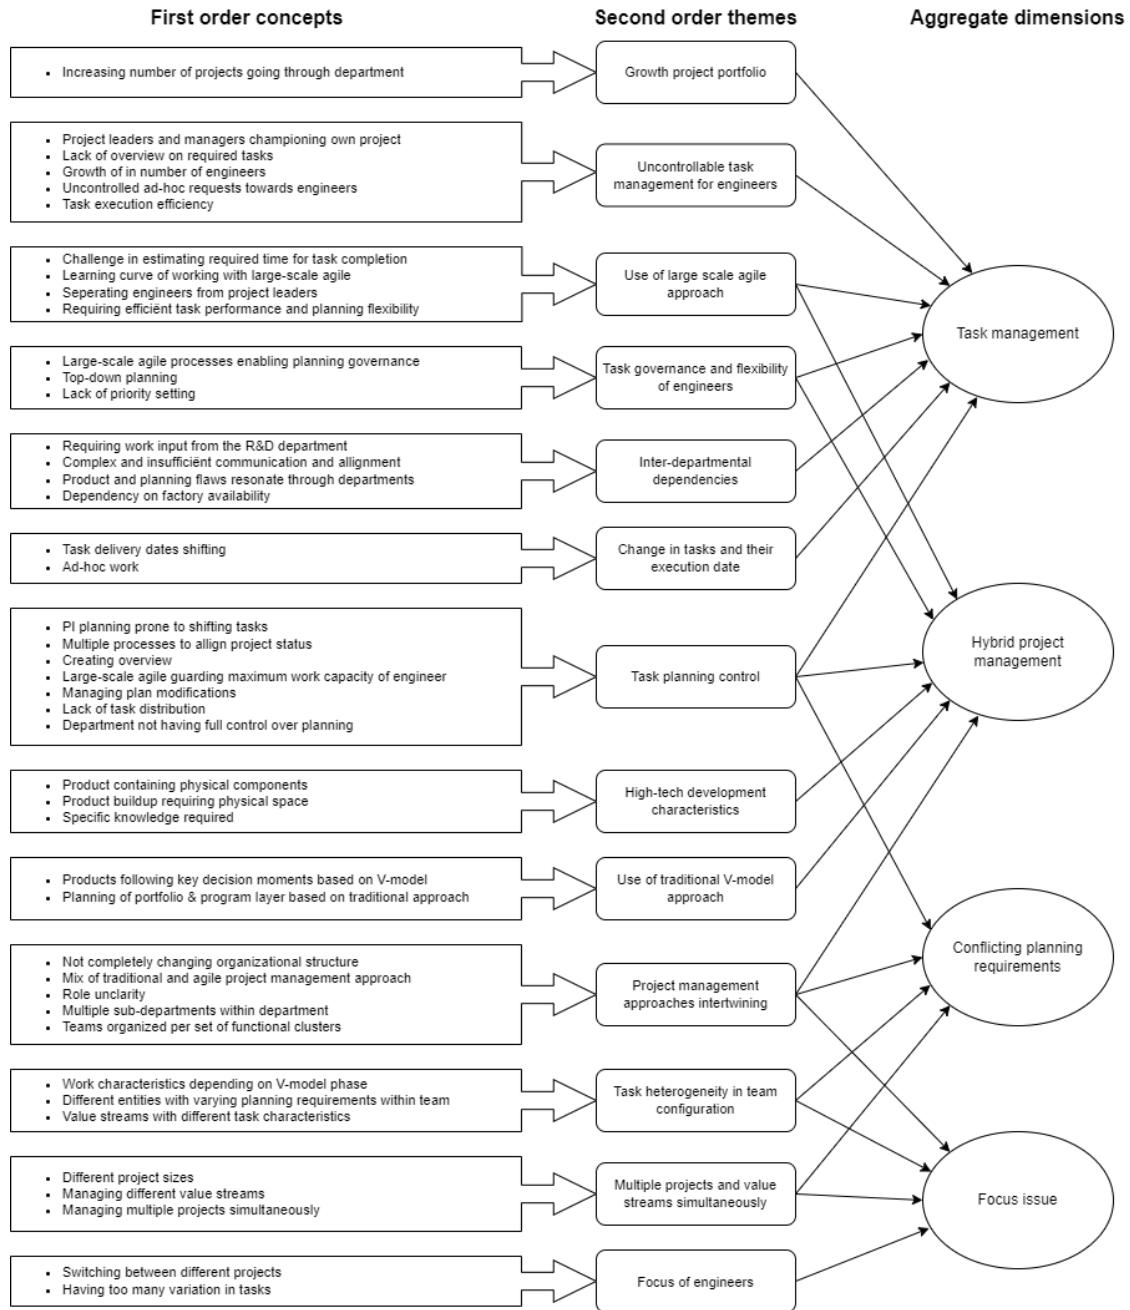 First order concepts
Second order themes
Aggregate dimensions
Increasing number of projects going through department
Growth project portfolio
Project leaders and managers championing own project
Lack of overview on required tasks
Growth of in number of engineers
Uncontrolled ad-hoc requests towards engineers
Task execution efficiency
Uncontrollable task
management for engineers
Challenge in estimating required time for task completion
Learning curve of working with large-scale agile
Seperating engineers from project leaders
Requiring efficiënt task performance and planning flexibility
Use of large scale agile
approach
Task management
Large-scale agile processes enabling planning governance
Top-down planning
Lack of priority setting
Task governance and flexibility
of engineers
Requiring work input from the R&D department
Complex and insufficiënt communication and allignment
Product and planning flaws resonate through departments
Dependency on factory availability
Inter-departmental
dependencies
Task delivery dates shifting
Ad-hoc work
Change in tasks and their
execution date
PI planning prone to shifting tasks
Multiple processes to allign project status
Creating overview
Large-scale agile guarding maximum work capacity of engineer
Managing plan modifications
Lack of task distribution
Department not having full control over planning
Task planning control
Hybrid project
management
Product containing physical components
Product buildup requiring physical space
Specific knowledge required
High-tech development
characteristics
Products following key decision moments based on V-model
Planning of portfolio & program layer based on traditional approach
Use of traditional V-model
approach
Not completely changing organizational structure
Mix of traditional and agile project management approach
Role unclarity
Multiple sub-departments within department
Teams organized per set of functional clusters
Project management
approaches intertwining
Conflicting planning
requirements
Work characteristics depending on V-model phase
Different entities with varying planning requirements within team
Value streams with different task characteristics
Task heterogeneity in team
configuration
Different project sizes
Managing different value streams
Managing multiple projects simultaneously
Multiple projects and value
streams simultaneously
Focus issue
Switching between different projects
Having too many variation in tasks
Focus of engineers